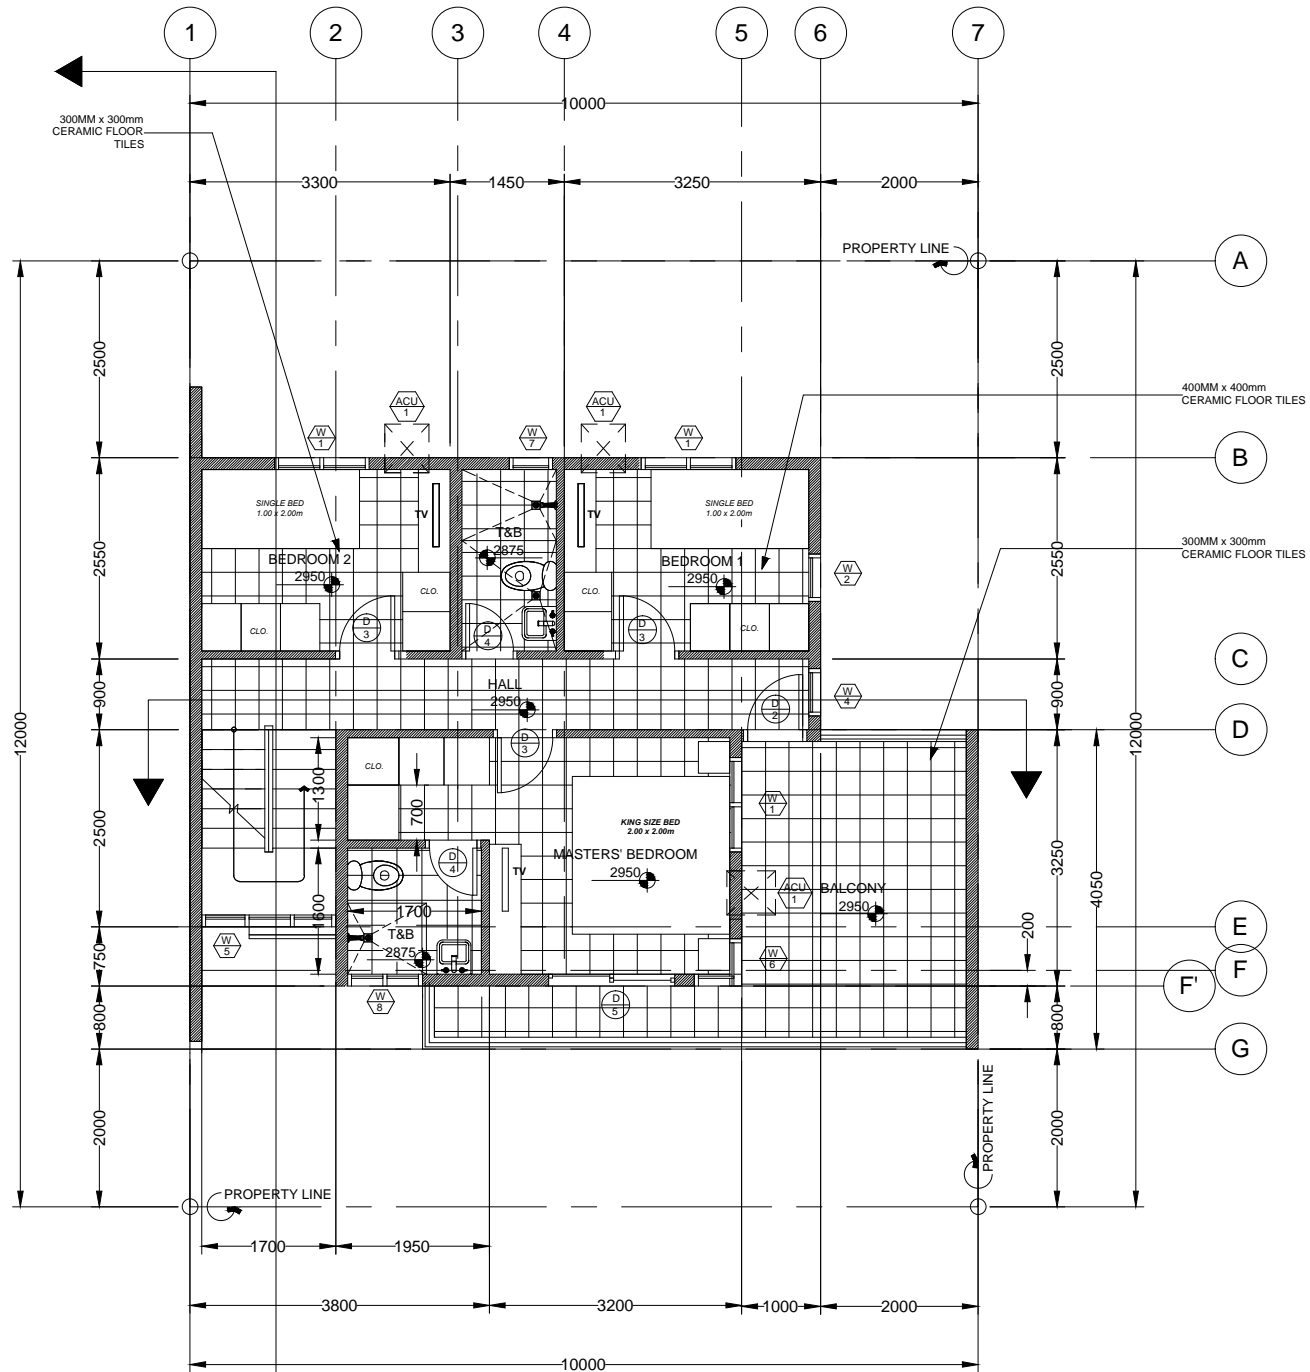 1 2 3 4 5 6 7
10000
300MM x 300mm
CERAMIC FLOOR
TILES
3300 1450 3250 2000
PROPERTY LINE
A
2500 2500
400MM x 400mm
CERAMIC FLOOR TILES
ACU
1
ACU
1
W
1
W
7
W
1
B
SINGLE BED
1.00 x 2.00m
TV
T&B
2875
TV
SINGLE BED
1.00 x 2.00m
300MM x 300mm
CERAMIC FLOOR TILES
2550
BEDROOM 2
2950
BEDROOM 1
2950
W
2
2550
CLO.
CLO.
CLO.
CLO.
D
3
D
4
D
3
C
900
HALL
2950
W
4
900
D
2
D
12000
D
3
12000
CLO.
1300
700
2500
KING SIZE BED
2.00 x 2.00m
W
1
3250
4050
MASTERS' BEDROOM
2950
D
4
TV
ACU
1
BALCONY
2950
1600
1700
T&B
2875
W
5
W
6
200
E
F
F'
750
W
8
D
5
800
800
G
2000
2000
PROPERTY LINE
PROPERTY LINE
1700 1950
3800 3200 1000 2000
10000